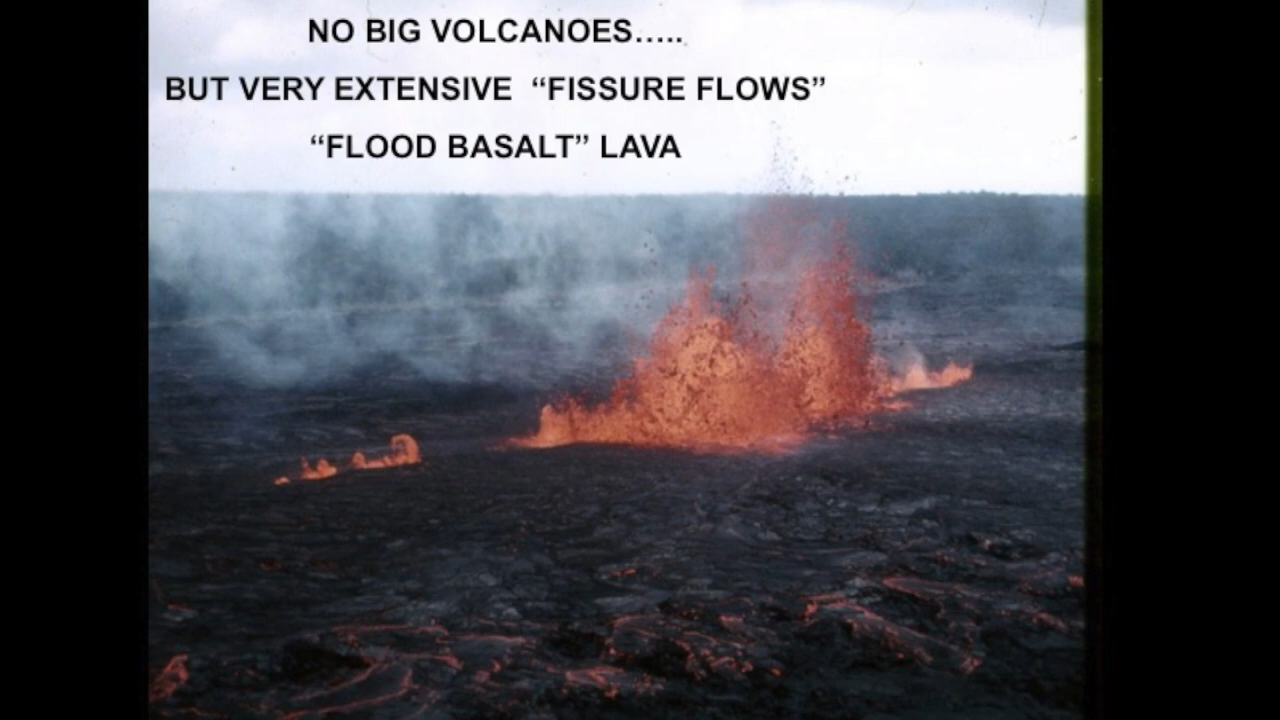 NO BIG VOLCANOES…..
BUT VERY EXTENSIVE “FISSURE FLOWS”
“FLOOD BASALT” LAVA